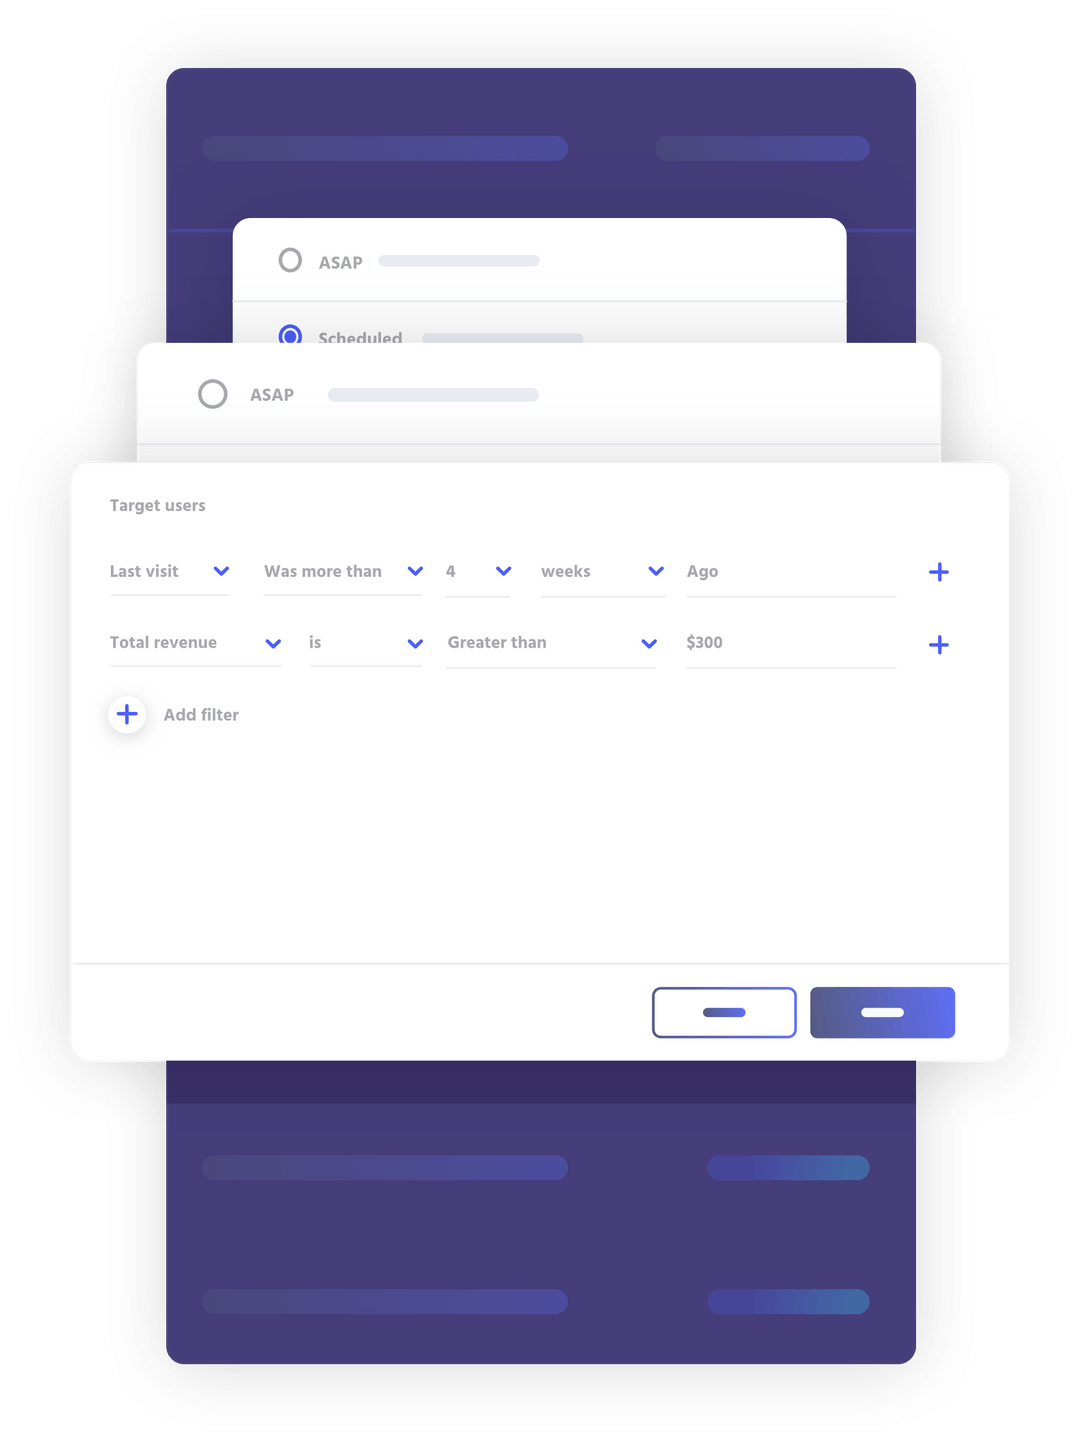 ASAP
Scheduled
ASAP
Target users
Last visit Was more than 4 weeks Ago
Total revenue is Greater than $300
Add filter